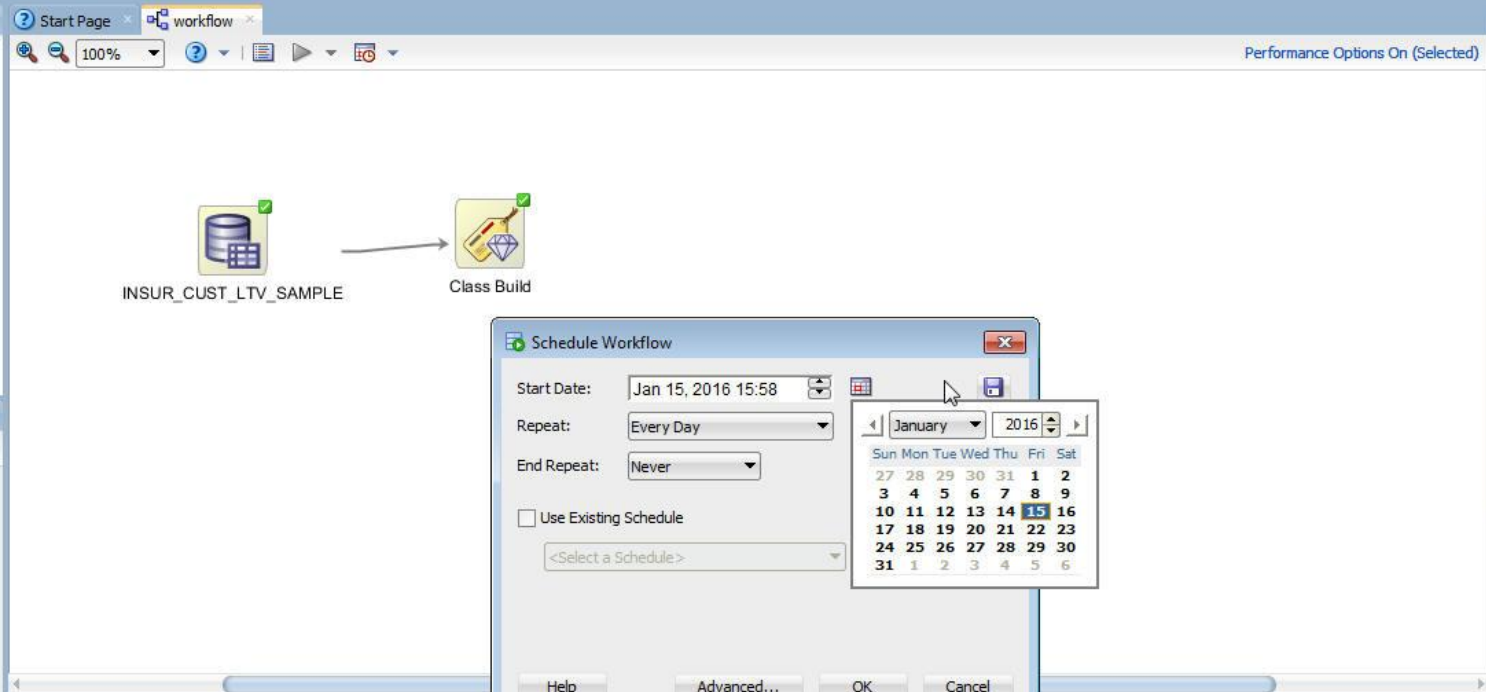 Start Page
workflow
100%
Performance Options On (Selected)
INSUR_CUST_LTV_SAMPLE
Class Build
Schedule Workflow
Start Date: Jan 15, 2016 15:58
Repeat: Every Day
End Repeat: Never
Use Existing Schedule
<Select a Schedule>
January 2016
Sun Mon Tue Wed Thu Fri Sat
27 28 29 30 31 1 2
3 4 5 6 7 8 9
10 11 12 13 14 15 16
17 18 19 20 21 22 23
24 25 26 27 28 29 30
31 1 2 3 4 5 6
Help Advanced... OK Cancel